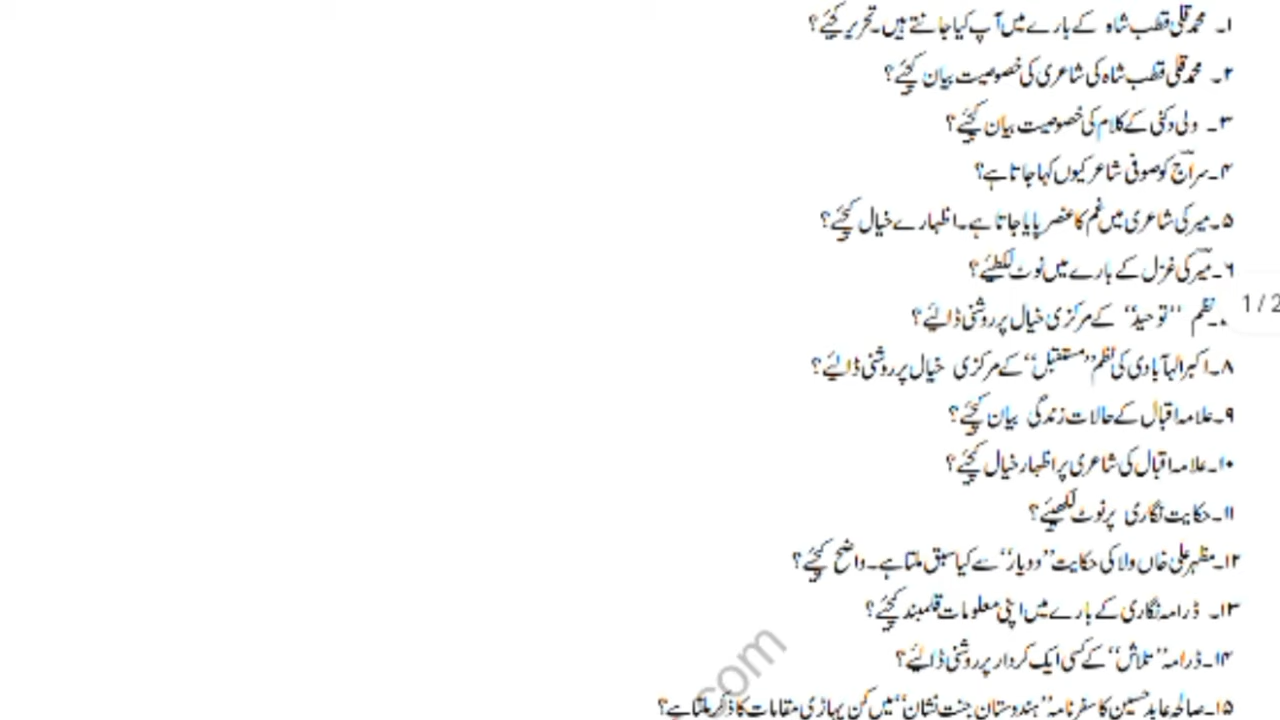 ۱۔ محمد قلی قطب شاہ کے بارے میں آپ کیا جانتے ہیں۔ تحریر کیجئے؟
۲۔ محمد قلی قطب شاہ کی شاعری کی خصوصیت بیان کیجئے؟
۳۔ ولی دکنی کے کلام کی خصوصیت بیان کیجئے؟
۴۔ سراج کو صوفی شاعر کیوں کہا جاتا ہے؟
۵۔ میر کی شاعری میں غم کا عنصر پایا جاتا ہے۔ اظہارے خیال کیجئے؟
۶۔ میر کی غزل کے بارے میں نوٹ لکھئے؟
۔ نظم ”توحید“ کے مرکزی خیال پر روشنی ڈالئے؟
1 / 2
۸۔ اکبر الہ آبادی کی نظم ”مستقبل“ کے مرکزی خیال پر روشنی ڈالئے؟
۹۔ علامہ اقبال کے حالات زندگی بیان کیجئے؟
۱۰۔ علامہ اقبال کی شاعری پر اظہار خیال کیجئے؟
۱۱۔ حکایت نگاری پر نوٹ لکھیئے؟
۱۲۔ مظہر علی خاں ولا کی حکایت ”دو یار“ سے کیا سبق ملتا ہے۔ واضح کیجئے؟
۱۳۔ ڈرامہ نگاری کے بارے میں اپنی معلومات قلمبند کیجئے؟
۱۴۔ ڈرامہ ”تلاش“ کے کسی ایک کردار پر روشنی ڈالئے؟
۱۵۔ صالحہ عابد حسین کا سفر نامہ ”ہندوستان جنت نشان“ میں کن پہاڑی مقامات کا ذکر ملتا ہے؟
com